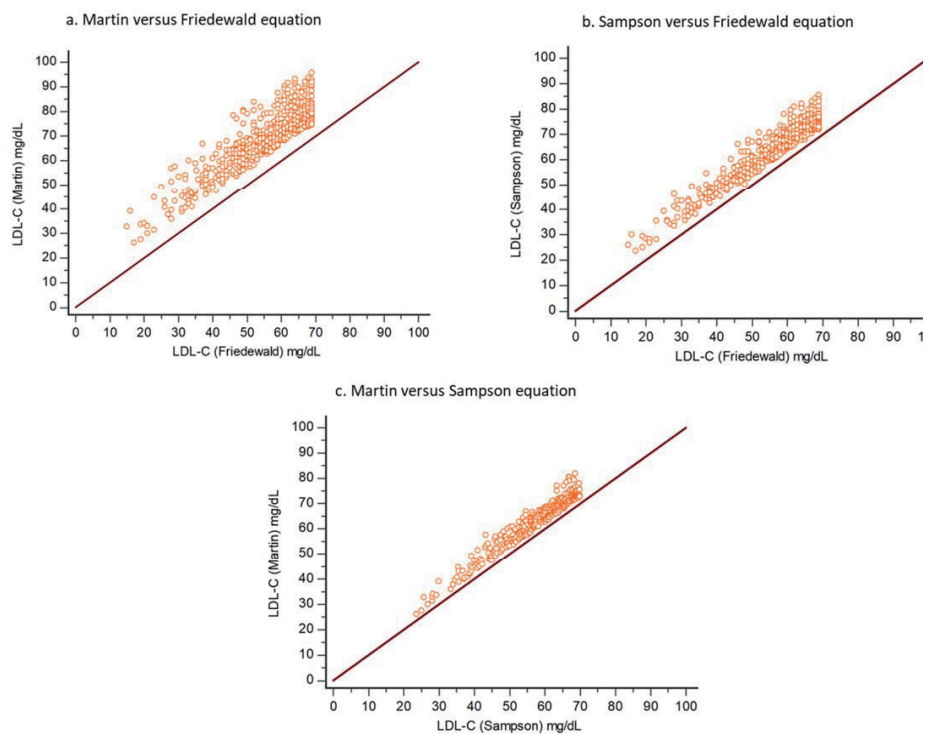 a. Martin versus Friedewald equation
100
90
80
70
60
50
40
30
20
10
0
LDL-C (Martin) mg/dL
0 10 20 30 40 50 60 70 80 90 100
LDL-C (Friedewald) mg/dL
b. Sampson versus Friedewald equation
100
90
80
70
60
50
40
30
20
10
0
LDL-C (Sampson) mg/dL
0 10 20 30 40 50 60 70 80 90 100
LDL-C (Friedewald) mg/dL
c. Martin versus Sampson equation
100
90
80
70
60
50
40
30
20
10
0
LDL-C (Martin) mg/dL
0 10 20 30 40 50 60 70 80 90 100
LDL-C (Sampson) mg/dL